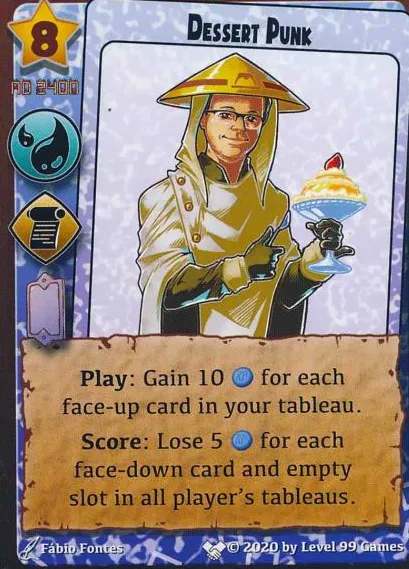 8
DESSERT PUNK
AD 2400
Play: Gain 10 for each
face-up card in your tableau.
Score: Lose 5 for each
face-down card and empty
slot in all player's tableaus.
Fábio Fontes
© 2020 by Level 99 Games